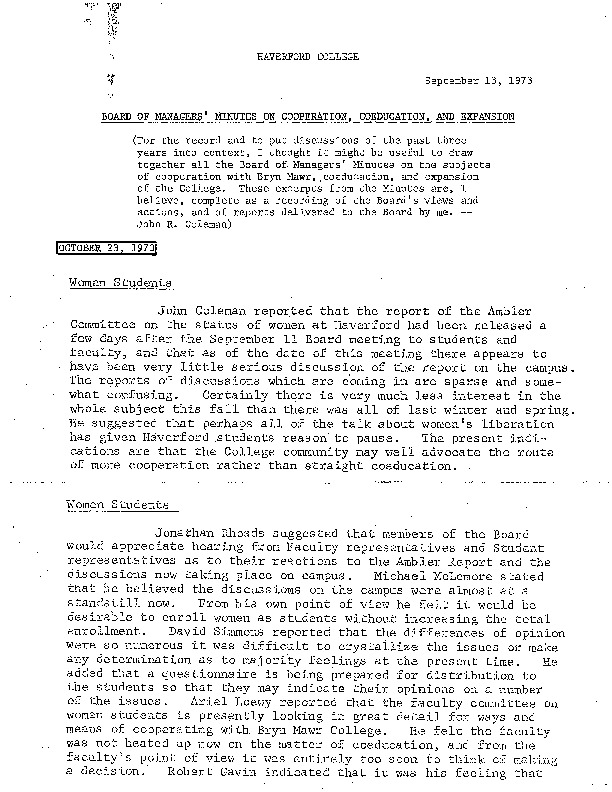 HAVERFORD COLLEGE
September 13, 1973
BOARD OF MANAGERS' MINUTES ON COOPERATION, COEDUCATION, AND EXPANSION
(For the record and to put discussions of the past three
years into context, I thought it might be useful to draw
together all the Board of Managers' Minutes on the subjects
of cooperation with Bryn Mawr, coeducation, and expansion
of the College. These excerpts from the Minutes are, I
believe, complete as a recording of the Board's views and
actions, and of reports delivered to the Board by me. --
John R. Coleman)
OCTOBER 23, 1970
Women Students
John Coleman reported that the report of the Ambler
Committee on the status of women at Haverford had been released a
few days after the September 11 Board meeting to students and
faculty, and that as of the date of this meeting there appears to
have been very little serious discussion of the report on the campus.
The reports of discussions which are coming in are sparse and some-
what confusing. Certainly there is very much less interest in the
whole subject this fall than there was all of last winter and spring.
He suggested that perhaps all of the talk about women's liberation
has given Haverford students reason to pause. The present indi-
cations are that the College community may well advocate the route
of more cooperation rather than straight coeducation.
Women Students
Jonathan Rhoads suggested that members of the Board
would appreciate hearing from Faculty representatives and Student
representatives as to their reactions to the Ambler Report and the
discussions now taking place on campus. Michael McLemore stated
that he believed the discussions on the campus were almost at a
standstill now. From his own point of view he felt it would be
desirable to enroll women as students without increasing the total
enrollment. David Simmons reported that the differences of opinion
were so numerous it was difficult to crystallize the issues or make
any determination as to majority feelings at the present time. He
added that a questionnaire is being prepared for distribution to
the students so that they may indicate their opinions on a number
of the issues. Ariel Loewy reported that the faculty committee on
women students is presently looking in great detail for ways and
means of cooperating with Bryn Mawr College. He felt the faculty
was not heated up now on the matter of coeducation, and from the
faculty's point of view it was entirely too soon to think of making
a decision. Robert Gavin indicated that it was his feeling that